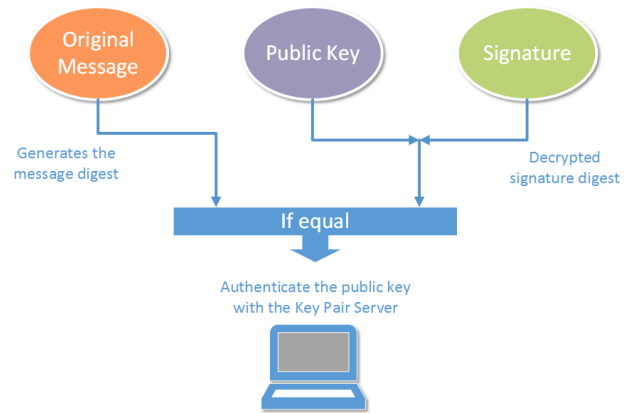 Original
Message
Public Key
Signature
Generates the
message digest
Decrypted
signature digest
If equal
Authenticate the public key
with the Key Pair Server